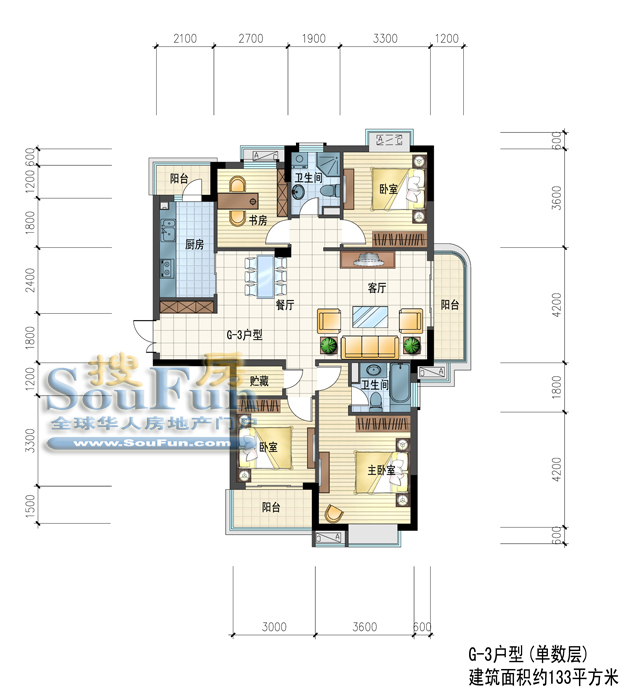 2100 2700 1900 3300 1200
600
1200
1800
2400
1800
1200
3300
1500
600
3600
4200
1800
4200
600
阳台
卫生间
卧室
书房
厨房
客厅
餐厅
阳台
G-3户型
贮藏
卫生间
卧室
主卧室
阳台
A
A
A
A
搜房
SouFun
全球华人房地产门户
www.SouFun.com
3000 3600 600
G-3户型(单数层)
建筑面积约133平方米